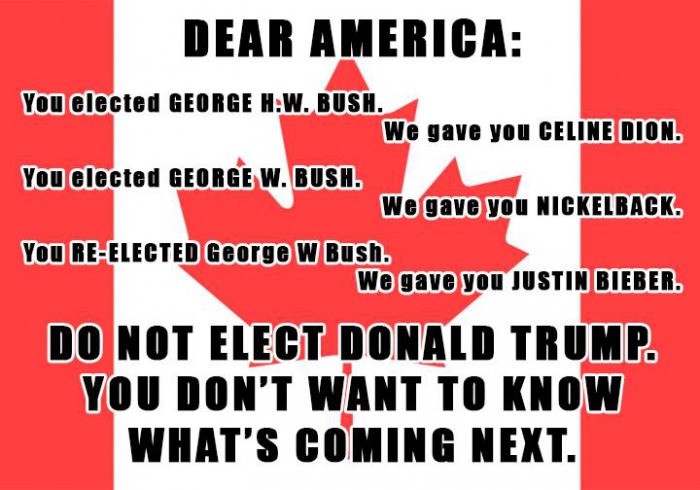 DEAR AMERICA:
You elected GEORGE H.W. BUSH.
We gave you CELINE DION.
You elected GEORGE W. BUSH.
We gave you NICKELBACK.
You RE-ELECTED George W Bush.
We gave you JUSTIN BIEBER.
DO NOT ELECT DONALD TRUMP.
YOU DON'T WANT TO KNOW
WHAT'S COMING NEXT.